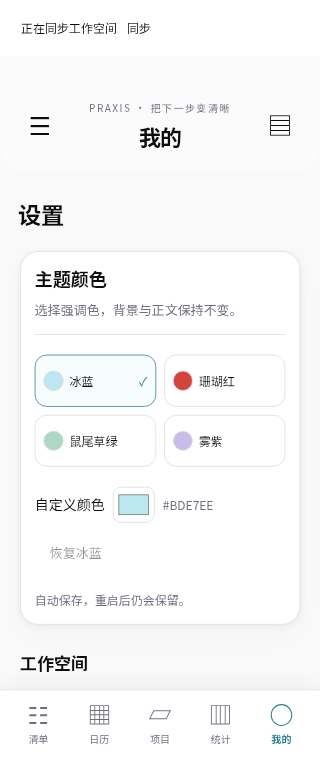 正在同步工作空间 同步
PRAXIS · 把下一步变清晰
我的
设置
主题颜色
选择强调色，背景与正文保持不变。
冰蓝 ✓
珊瑚红
鼠尾草绿
雾紫
自定义颜色 #BDE7EE
恢复冰蓝
自动保存，重启后仍会保留。
工作空间
清单
日历
项目
统计
我的